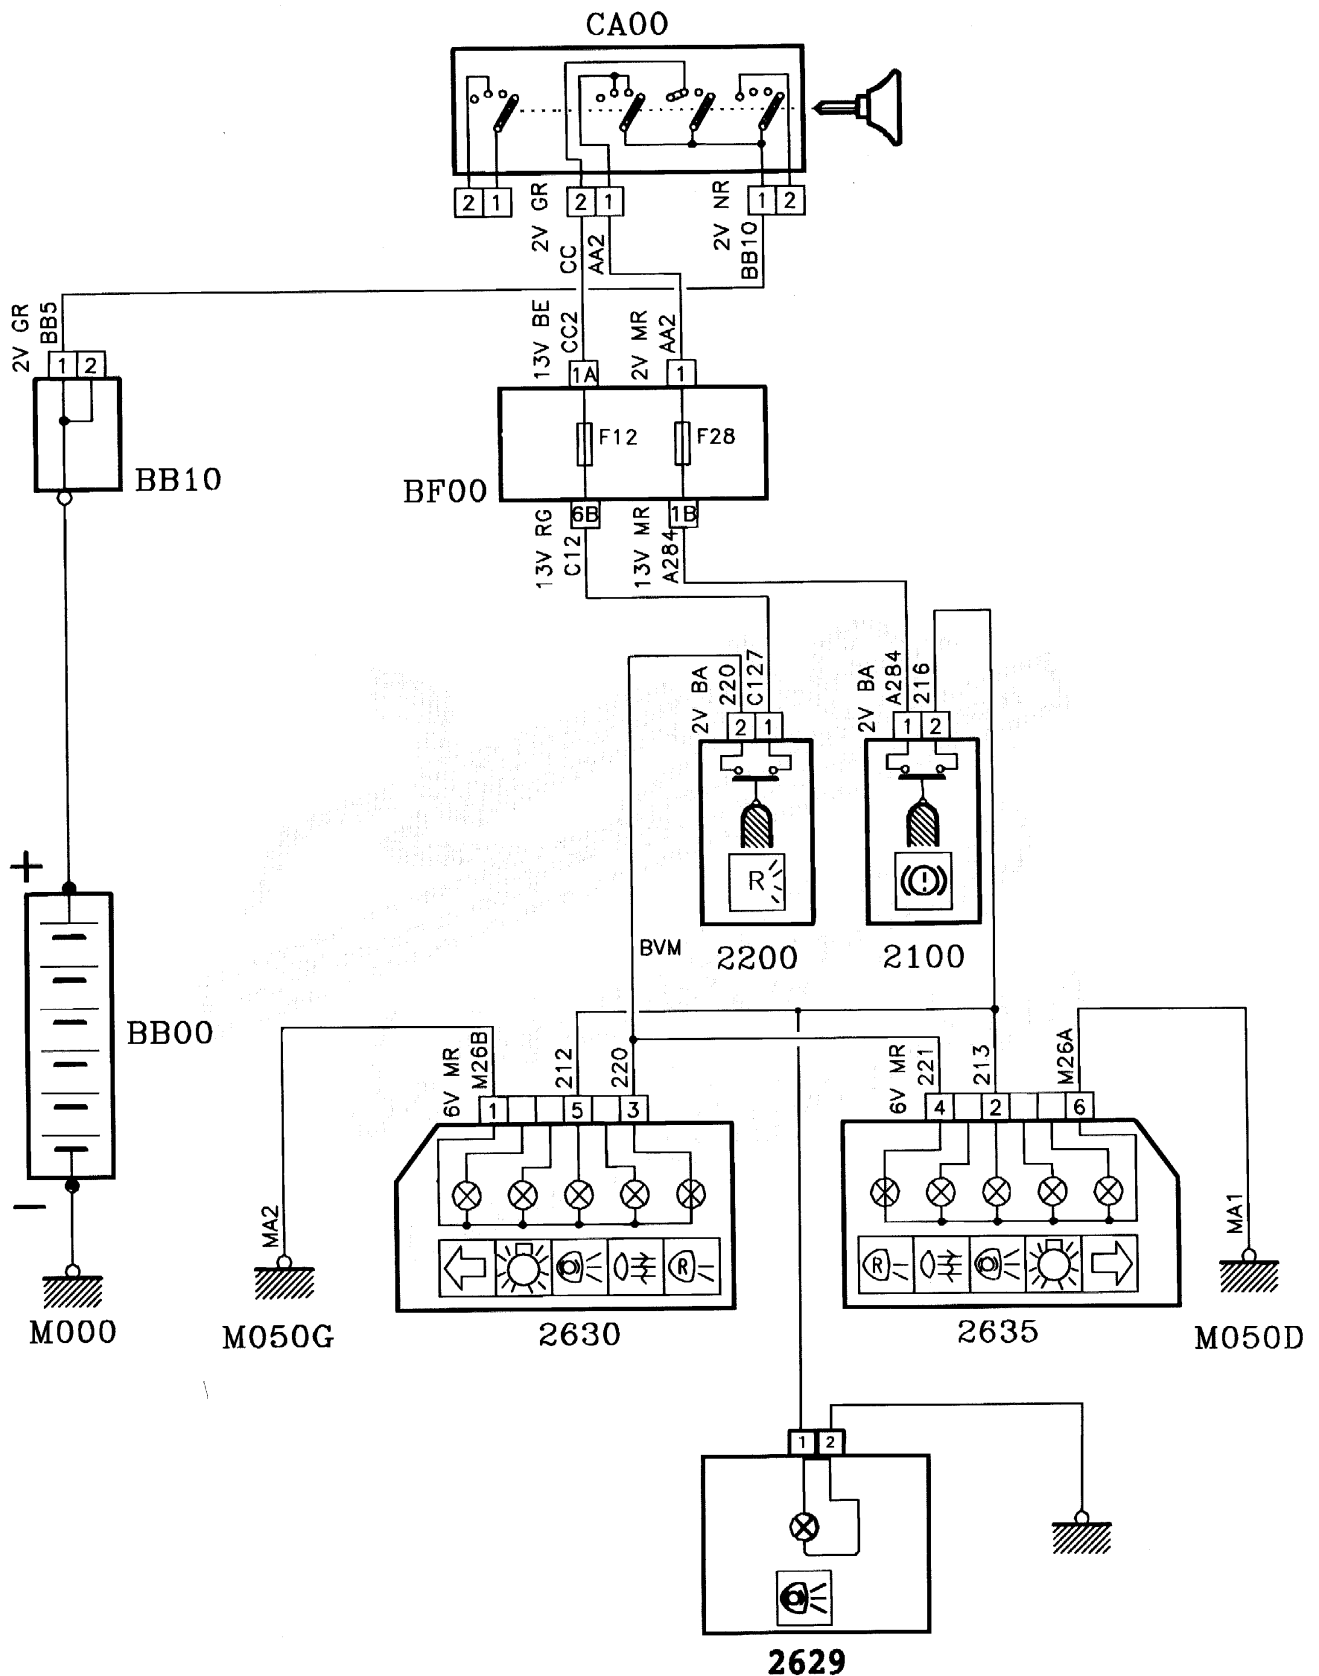 CA00
2 1
2 1
1 2
2V GR
CC
AA2
2V NR
BB10
2V GR
BB5
13V BE
CC2
2V MR
AA2
1 2
1A
1
F12
F28
BB10
BF00
6B
1B
13V RG
C12
13V MR
A284
2V BA
220
C127
2V BA
A284
216
2 1
1 2
+
R
BVM
2200
2100
BB00
6V MR
M26B
212
220
6V MR
221
213
M26A
1 5 3
4 2 6
−
MA2
MA1
R
R
M000
M050G
2630
2635
M050D
1 2
2629